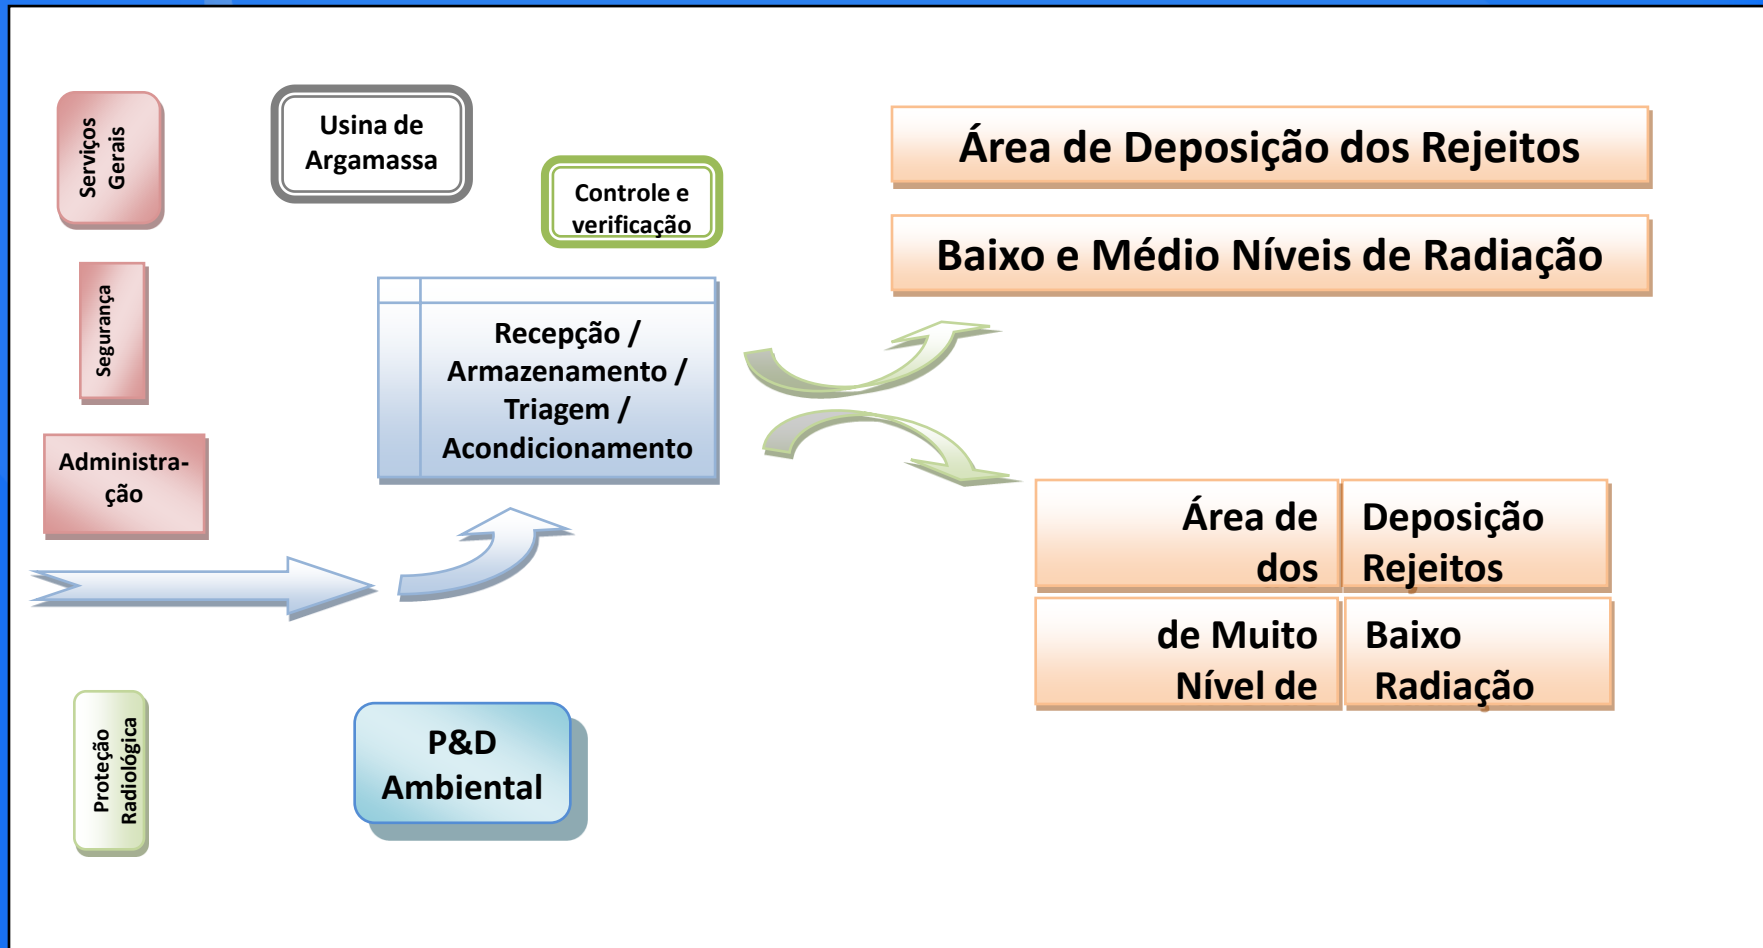 Serviços
Gerais
Usina de
Argamassa
Controle e
verificação
Área de Deposição dos Rejeitos
Baixo e Médio Níveis de Radiação
Segurança
Recepção /
Armazenamento /
Triagem /
Acondicionamento
Administra-
ção
Área de Deposição
dos Rejeitos
de Muito Baixo
Nível de Radiação
Proteção
Radiológica
P&D
Ambiental